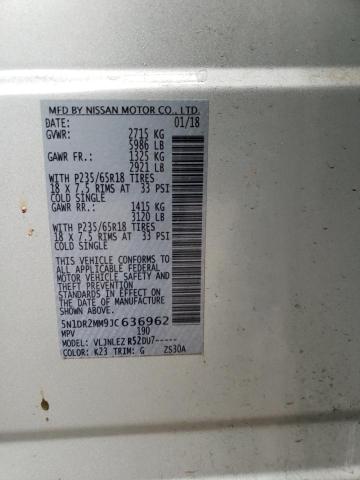 MFD BY NISSAN MOTOR CO., LTD.
DATE: 01/18
GVWR: 2715 KG
5986 LB
GAWR FR.: 1325 KG
2921 LB
WITH P235/65R18 TIRES
18 X 7.5 RIMS AT 33 PSI
COLD SINGLE
GAWR RR.: 1415 KG
3120 LB
WITH P235/65R18 TIRES
18 X 7.5 RIMS AT 33 PSI
COLD SINGLE
THIS VEHICLE CONFORMS TO
ALL APPLICABLE FEDERAL
MOTOR VEHICLE SAFETY AND
THEFT PREVENTION
STANDARDS IN EFFECT ON
THE DATE OF MANUFACTURE
SHOWN ABOVE.
5N1DR2MM9JC636962
MPV 190
MODEL: VLJNLEZ R52DU7-----
COLOR: K23 TRIM: G ZS30A